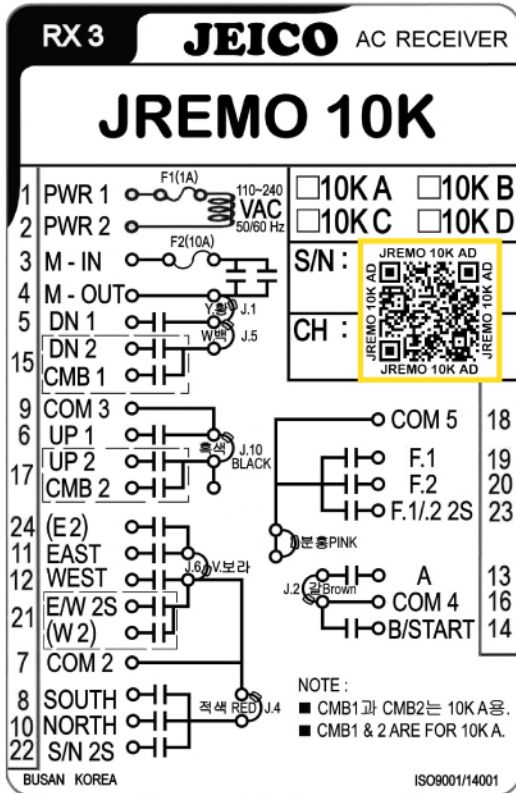 RX 3
JEICO AC RECEIVER
JREMO 10K
1 PWR 1
F1(1A)
110~240
VAC
50/60 Hz
2 PWR 2
3 M - IN
F2(10A)
4 M - OUT
Y.황 J.1
5 DN 1
W백 J.5
15 DN 2
CMB 1
9 COM 3
6 UP 1
흑색 J.10
BLACK
17 UP 2
CMB 2
24 (E2)
11 EAST
J.6 V.보라
12 WEST
21 E/W 2S
(W 2)
7 COM 2
8 SOUTH
적색 RED J.4
10 NORTH
22 S/N 2S
BUSAN KOREA
□10K A □10K B
□10K C □10K D
S/N :
JREMO 10K AD
JREMO 10K AD
JREMO 10K AD
JREMO 10K AD
CH :
COM 5 18
F.1 19
F.2 20
F.1/.2 2S 23
분홍PINK
A 13
J.2 갈Brown
COM 4 16
B/START 14
NOTE :
■ CMB1과 CMB2는 10K A용.
■ CMB1 & 2 ARE FOR 10K A.
ISO9001/14001